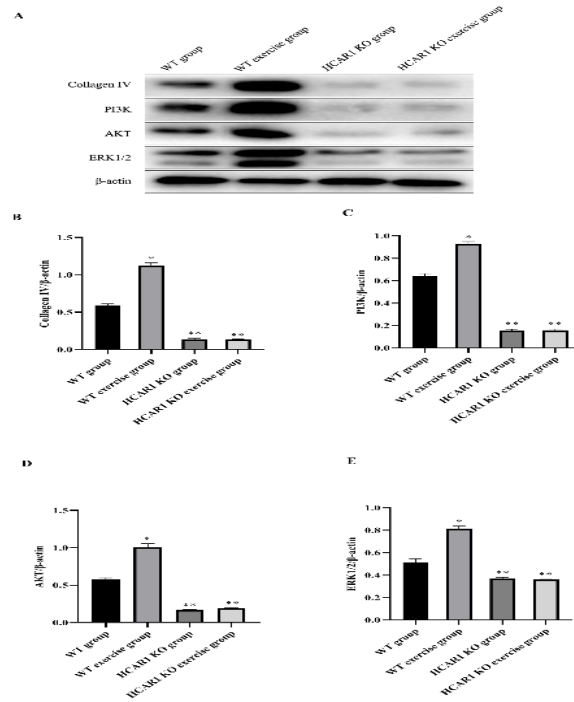 A
WT group
WT exercise group
HCAR1 KO group
HCAR1 KO exercise group
Collagen IV
PI3K
AKT
ERK1/2
β-actin
B
Collagen IV/β-actin
1.5
1.0
0.5
0.0
*
**
**
WT group
WT exercise group
HCAR1 KO group
HCAR1 KO exercise group
C
PI3K/β-actin
1.0
0.8
0.6
0.4
0.2
0.0
*
**
**
WT group
WT exercise group
HCAR1 KO group
HCAR1 KO exercise group
D
AKT/β-actin
1.5
1.0
0.5
0.0
*
**
**
WT group
WT exercise group
HCAR1 KO group
HCAR1 KO exercise group
E
ERK1/2/β-actin
1.0
0.8
0.6
0.4
0.2
0.0
*
**
**
WT group
WT exercise group
HCAR1 KO group
HCAR1 KO exercise group